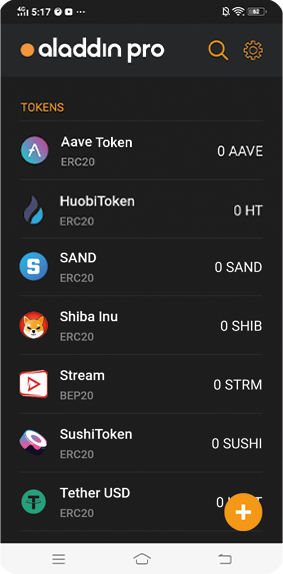 4G 5:17
aladdin pro
TOKENS
Aave Token
ERC20
0 AAVE
HuobiToken
ERC20
0 HT
SAND
ERC20
0 SAND
Shiba Inu
ERC20
0 SHIB
Stream
BEP20
0 STRM
SushiToken
ERC20
0 SUSHI
Tether USD
ERC20
0